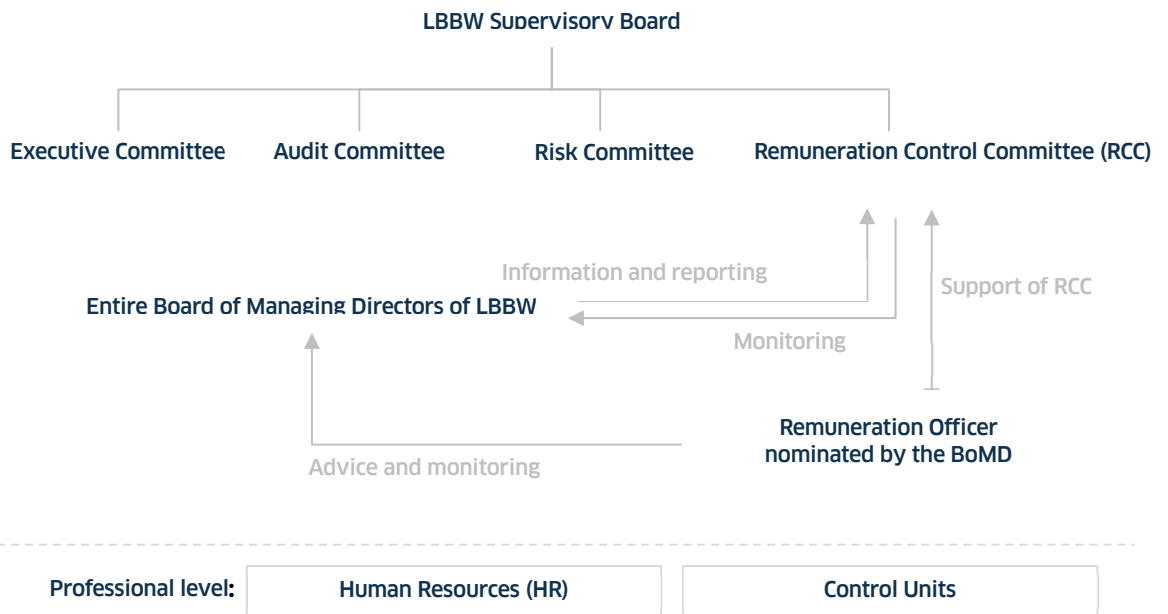 LBBW Supervisory Board
Executive Committee
Audit Committee
Risk Committee
Remuneration Control Committee (RCC)
Information and reporting
Support of RCC
Entire Board of Managing Directors of LBBW
Monitoring
Remuneration Officer
nominated by the BoMD
Advice and monitoring
Professional level:
Human Resources (HR)
Control Units